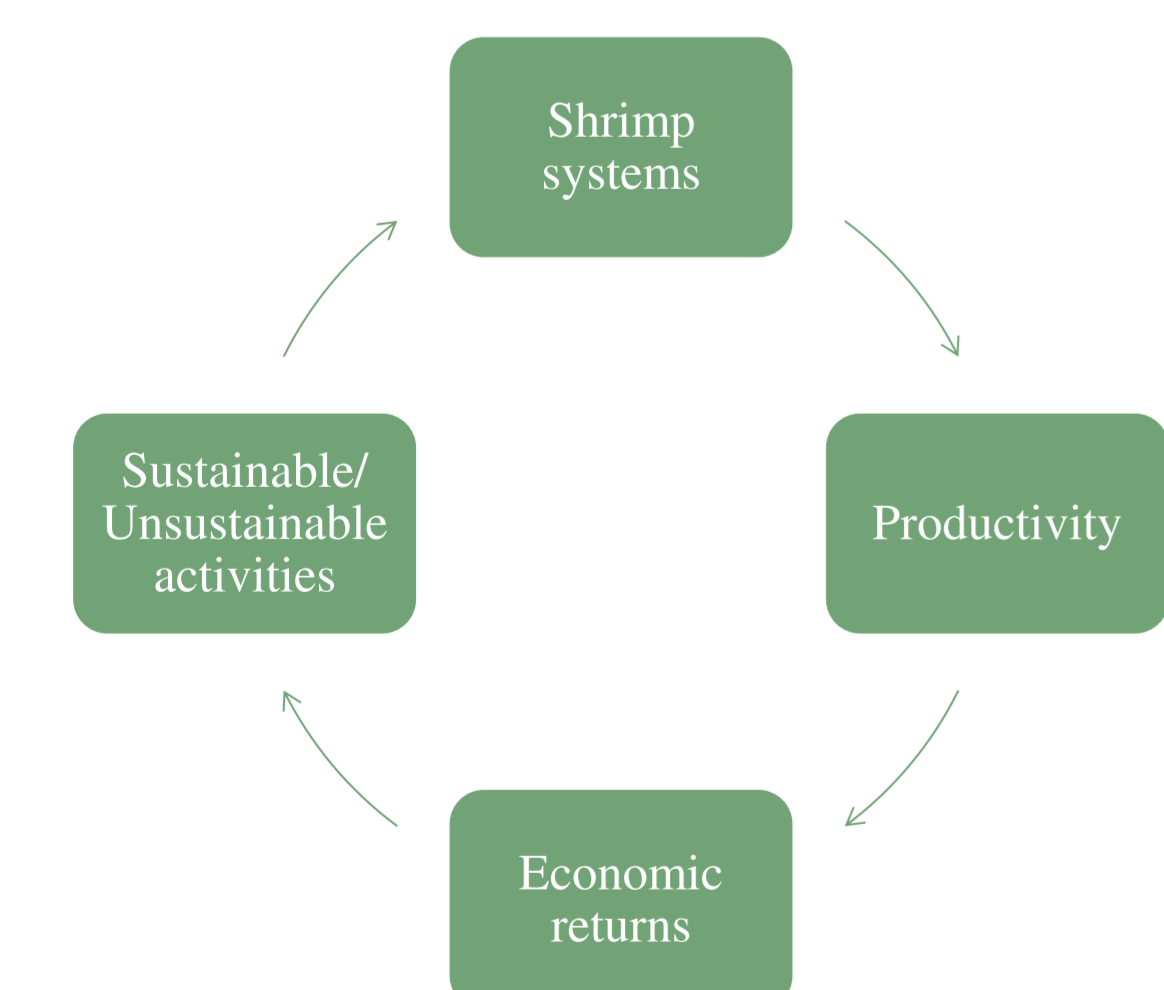 Shrimp
systems
Productivity
Economic
returns
Sustainable/
Unsustainable
activities